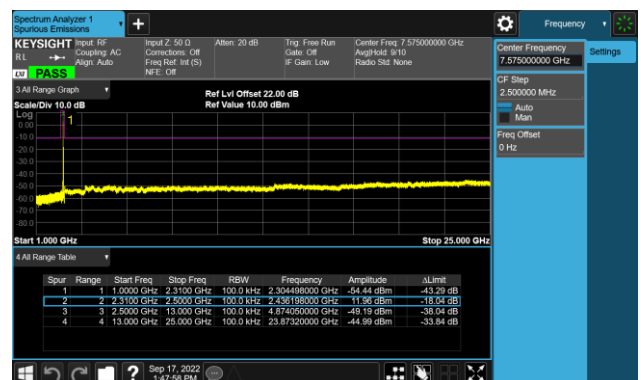 Spectrum Analyzer 1
Spurious Emissions
Frequency
KEYSIGHT Input: RF Input Z: 50 Ω Atten: 20 dB Trig: Free Run Center Freq: 7.575000000 GHz
RL Coupling: AC Corrections: Off Gate: Off Avg|Hold: 9/10
Align: Auto Freq Ref: Int (S) IF Gain: Low Radio Std: None
LXI PASS NFE: Off
Center Frequency
7.575000000 GHz
Settings
CF Step
2.500000 MHz
Auto
Man
Freq Offset
0 Hz
3 All Range Graph
Ref Lvl Offset 22.00 dB
Scale/Div 10.0 dB Ref Value 10.00 dBm
Log
1
0.00
-10.0
-20.0
-30.0
-40.0
-50.0
-60.0
-70.0
-80.0
Start 1.000 GHz Stop 25.000 GHz
4 All Range Table
Spur Range Start Freq Stop Freq RBW Frequency Amplitude ΔLimit
1 1 1.0000 GHz 2.3100 GHz 100.0 kHz 2.304498000 GHz -54.44 dBm -43.29 dB
2 2 2.3100 GHz 2.5000 GHz 100.0 kHz 2.436198000 GHz 11.96 dBm -18.04 dB
3 3 2.5000 GHz 13.000 GHz 100.0 kHz 4.874050000 GHz -49.19 dBm -38.04 dB
4 4 13.000 GHz 25.000 GHz 100.0 kHz 23.87320000 GHz -44.99 dBm -33.84 dB
? Sep 17, 2022
1:47:58 PM